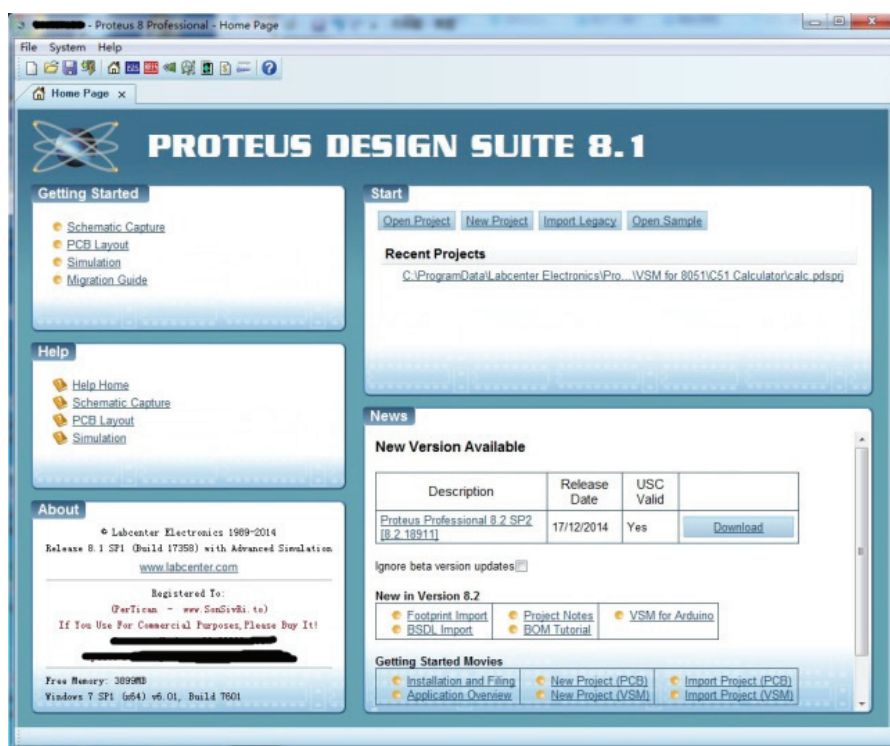 - Proteus 8 Professional - Home Page
File System Help
Home Page x
PROTEUS DESIGN SUITE 8.1
Getting Started
Schematic Capture
PCB Layout
Simulation
Migration Guide
Help
Help Home
Schematic Capture
PCB Layout
Simulation
About
© Labcenter Electronics 1989-2014
Release 8.1 SP1 (Build 17358) with Advanced Simulation
www.labcenter.com
Registered To:
(PerTican - www.SonSivRi.to)
If You Use For Commercial Purposes,Please Buy It!
Free Memory: 3899MB
Windows 7 SP1 (x64) v6.01, Build 7601
Start
Open Project New Project Import Legacy Open Sample
Recent Projects
C:\ProgramData\Labcenter Electronics\Pro...\VSM for 8051\C51 Calculator\calc.pdsprj
News
New Version Available
Description Release Date USC Valid
Proteus Professional 8.2 SP2 [8.2.18911] 17/12/2014 Yes Download
Ignore beta version updates
New in Version 8.2
Footprint Import Project Notes VSM for Arduino
BSDL Import BOM Tutorial
Getting Started Movies
Installation and Filing New Project (PCB) Import Project (PCB)
Application Overview New Project (VSM) Import Project (VSM)